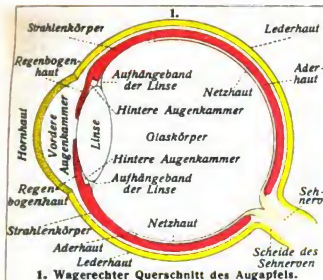 1.
Strahlenkörper
Lederhaut
Regenbogen-
haut
Ader-
haut
Aufhängeband
der Linse
Netzhaut
Hintere Augenkammer
Hornhaut
Vordere
Augenkammer
Linse
Glaskörper
Hintere Augenkammer
Aufhängeband
der Linse
Regen-
bogenhaut
Seh-
nerv
Strahlenkörper
Netzhaut
Aderhaut
Lederhaut
Scheide des
Sehnerven
1. Wagerechter Querschnitt des Augapfels.